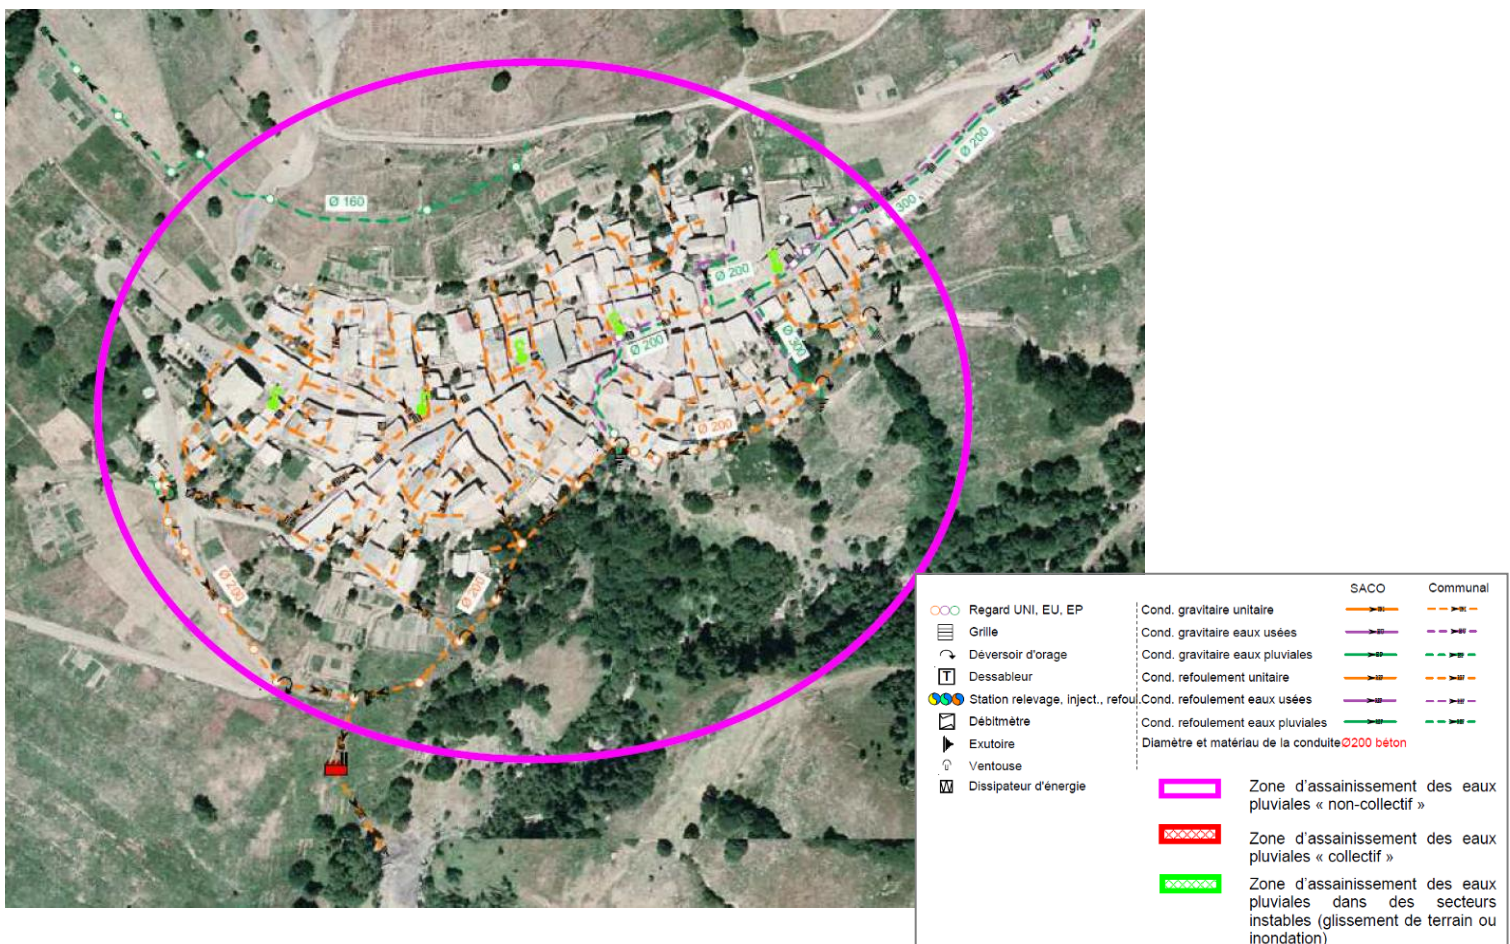 Ø 200
Ø 300
Ø 160
Ø 200
Ø 200
Ø 300
Ø 200
Ø 200
Ø 200
SACO
Communal
Regard UNI, EU, EP
Grille
Déversoir d'orage
T
Dessableur
Station relevage, inject., refoul.
Débitmètre
Exutoire
Ventouse
Dissipateur d'énergie
Cond. gravitaire unitaire
Cond. gravitaire eaux usées
Cond. gravitaire eaux pluviales
Cond. refoulement unitaire
Cond. refoulement eaux usées
Cond. refoulement eaux pluviales
Diamètre et matériau de la conduite Ø200 béton
Zone d'assainissement des eaux
pluviales « non-collectif »
Zone d'assainissement des eaux
pluviales « collectif »
Zone d'assainissement des eaux
pluviales dans des secteurs
instables (glissement de terrain ou
inondation)